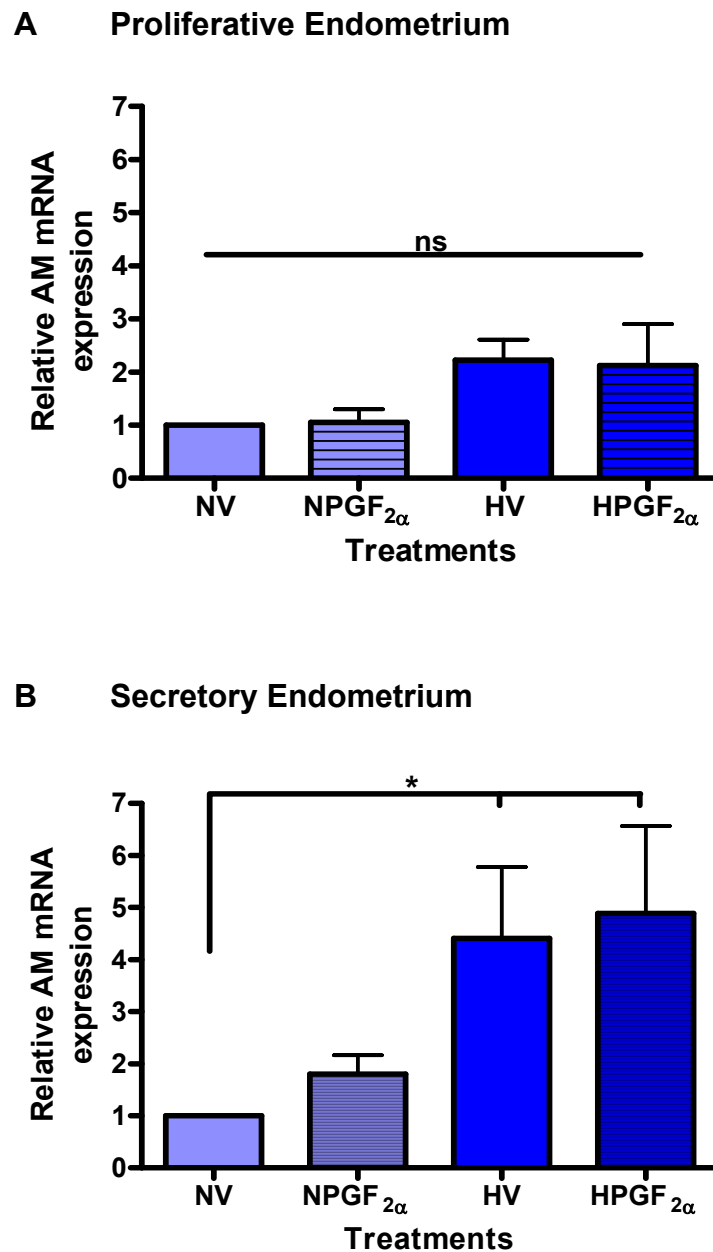 A Proliferative Endometrium
7
6
5
4
3
2
1
0
Relative AM mRNA
expression
ns
NV NPGF2α HV HPGF2α
Treatments
B Secretory Endometrium
7
6
5
4
3
2
1
0
Relative AM mRNA
expression
*
NV NPGF2α HV HPGF2α
Treatments